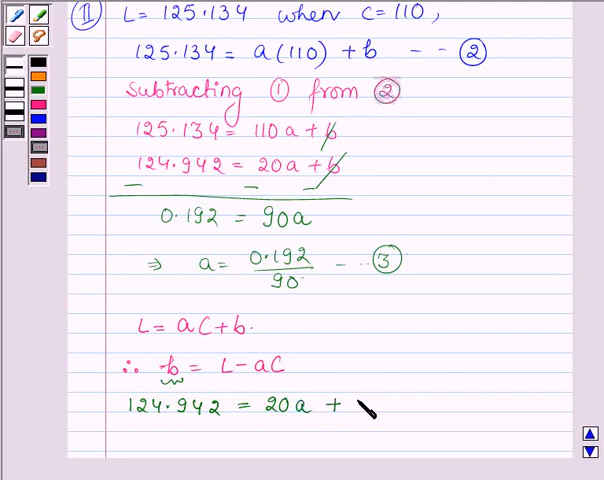 II L = 125.134 when C = 110,
125.134 = a(110) + b -- 2
Subtracting 1 from 2
125.134 = 110a + b
124.942 = 20a + b
— — —
0.192 = 90a
⇒ a = 0.192/90 -- 3
L = aC + b.
∴ b = L - aC
124.942 = 20a +